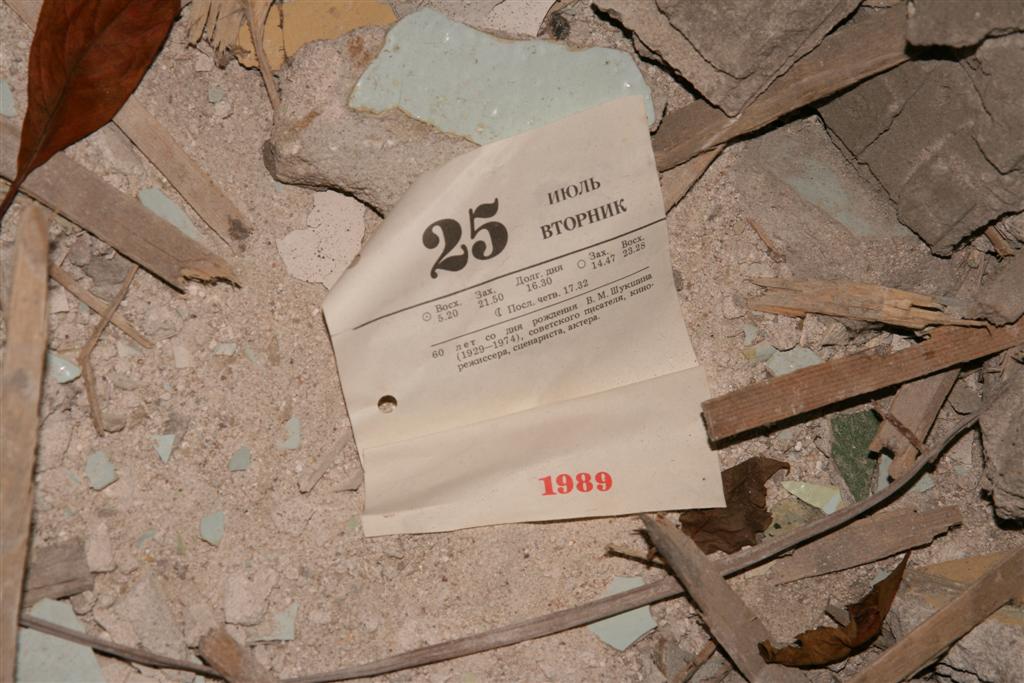 25
ИЮЛЬ
ВТОРНИК
Восх. Зах. Долг. дня Зах. Восх.
5.20 21.50 16.30 14.47 23.28
Посл. четв. 17.32
60 лет со дня рождения В. М. Шукшина
(1929—1974), советского писателя, кино-
режиссера, сценариста, актера.
1989